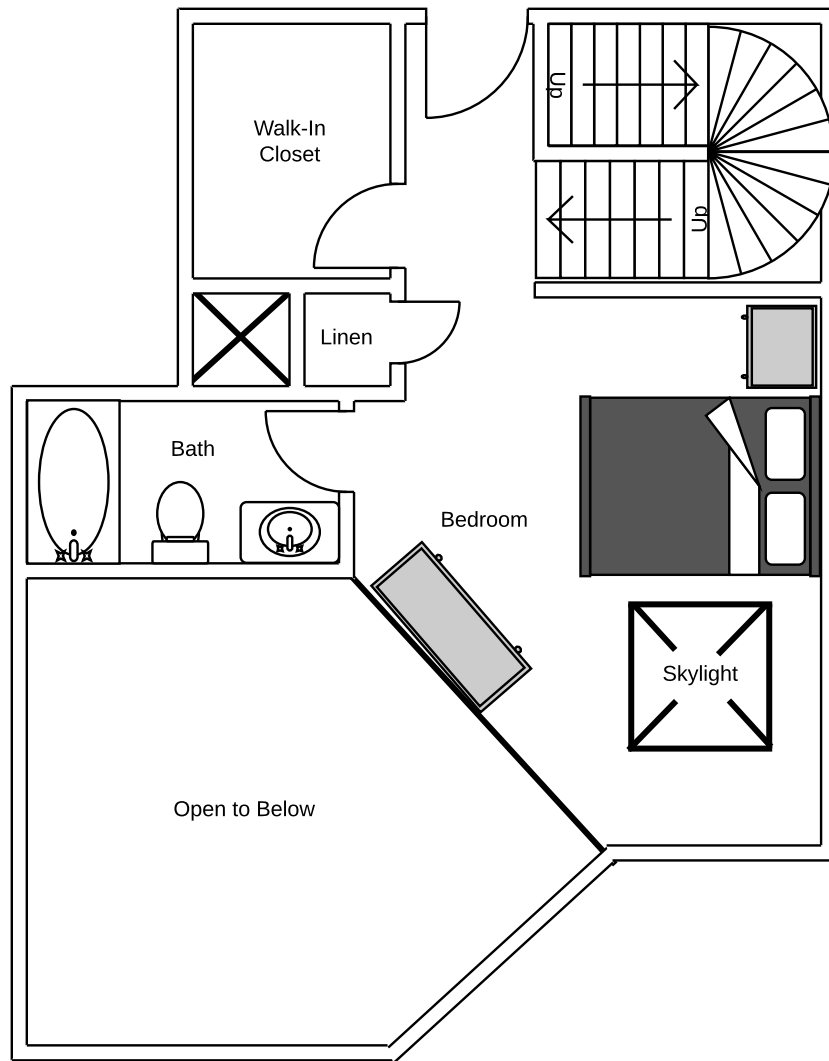 Up
Walk-In
Closet
Up
Linen
Bath
Bedroom
Skylight
Open to Below